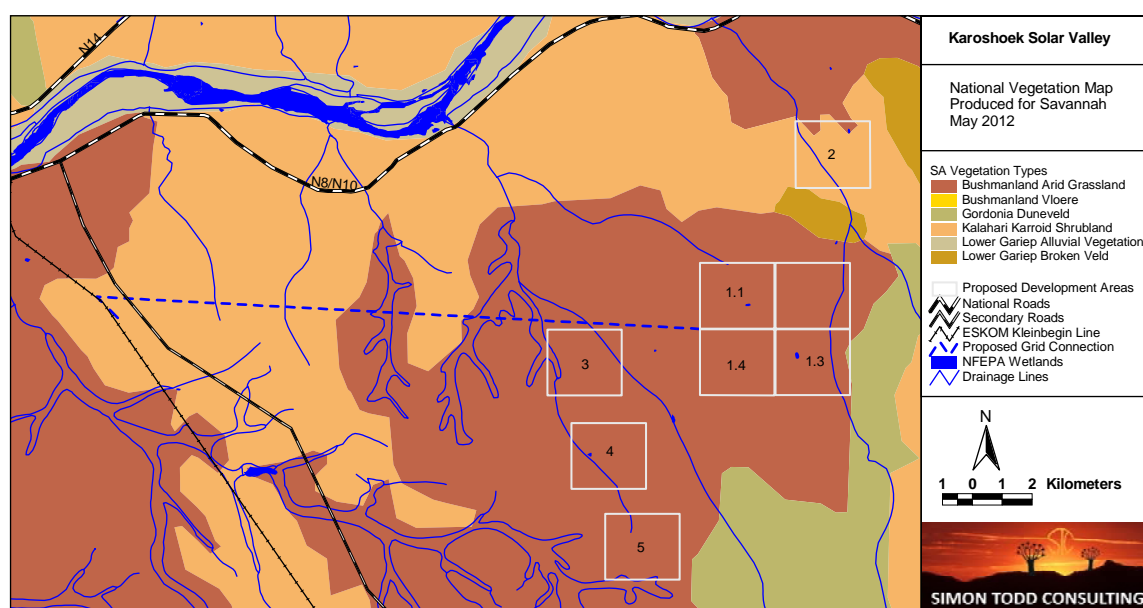 Karoshoek Solar Valley
National Vegetation Map
Produced for Savannah
May 2012
SA Vegetation Types
Bushmanland Arid Grassland
Bushmanland Vloere
Gordonia Duneveld
Kalahari Karroid Shrubland
Lower Gariep Alluvial Vegetation
Lower Gariep Broken Veld
Proposed Development Areas
National Roads
Secondary Roads
ESKOM Kleinbegin Line
Proposed Grid Connection
NFEPA Wetlands
Drainage Lines
N
1 0 1 2 Kilometers
SIMON TODD CONSULTING
N14
N8/N10
2
1.1
3
1.4
1.3
4
5